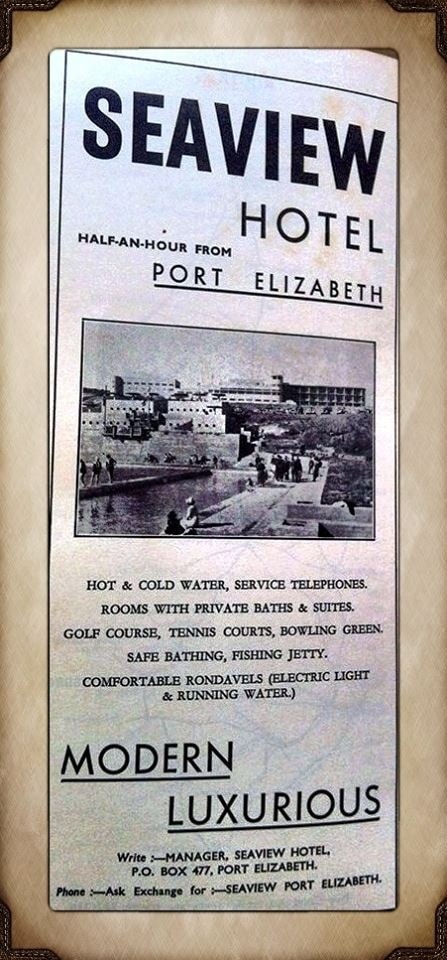 SEAVIEW
HOTEL
HALF-AN-HOUR FROM
PORT ELIZABETH
HOT & COLD WATER, SERVICE TELEPHONES.
ROOMS WITH PRIVATE BATHS & SUITES.
GOLF COURSE, TENNIS COURTS, BOWLING GREEN.
SAFE BATHING, FISHING JETTY.
COMFORTABLE RONDAVELS (ELECTRIC LIGHT
& RUNNING WATER.)
MODERN
LUXURIOUS
Write :—MANAGER, SEAVIEW HOTEL,
P.O. BOX 477, PORT ELIZABETH.
Phone :—Ask Exchange for :—SEAVIEW PORT ELIZABETH.